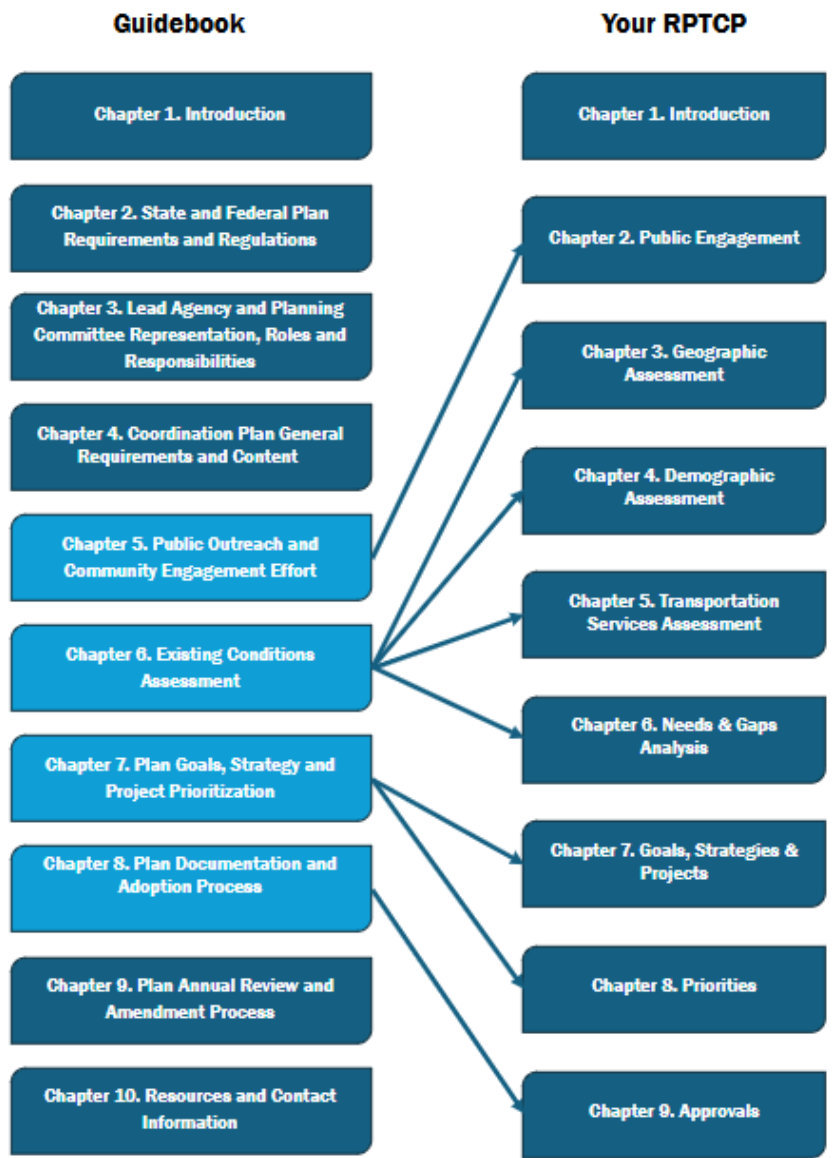 Guidebook
Your RPTCP
Chapter 1. Introduction
Chapter 2. State and Federal Plan
Requirements and Regulations
Chapter 3. Lead Agency and Planning
Committee Representation, Roles and
Responsibilities
Chapter 4. Coordination Plan General
Requirements and Content
Chapter 5. Public Outreach and
Community Engagement Effort
Chapter 6. Existing Conditions
Assessment
Chapter 7. Plan Goals, Strategy and
Project Prioritization
Chapter 8. Plan Documentation and
Adoption Process
Chapter 9. Plan Annual Review and
Amendment Process
Chapter 10. Resources and Contact
Information
Chapter 1. Introduction
Chapter 2. Public Engagement
Chapter 3. Geographic
Assessment
Chapter 4. Demographic
Assessment
Chapter 5. Transportation
Services Assessment
Chapter 6. Needs & Gaps
Analysis
Chapter 7. Goals, Strategies &
Projects
Chapter 8. Priorities
Chapter 9. Approvals